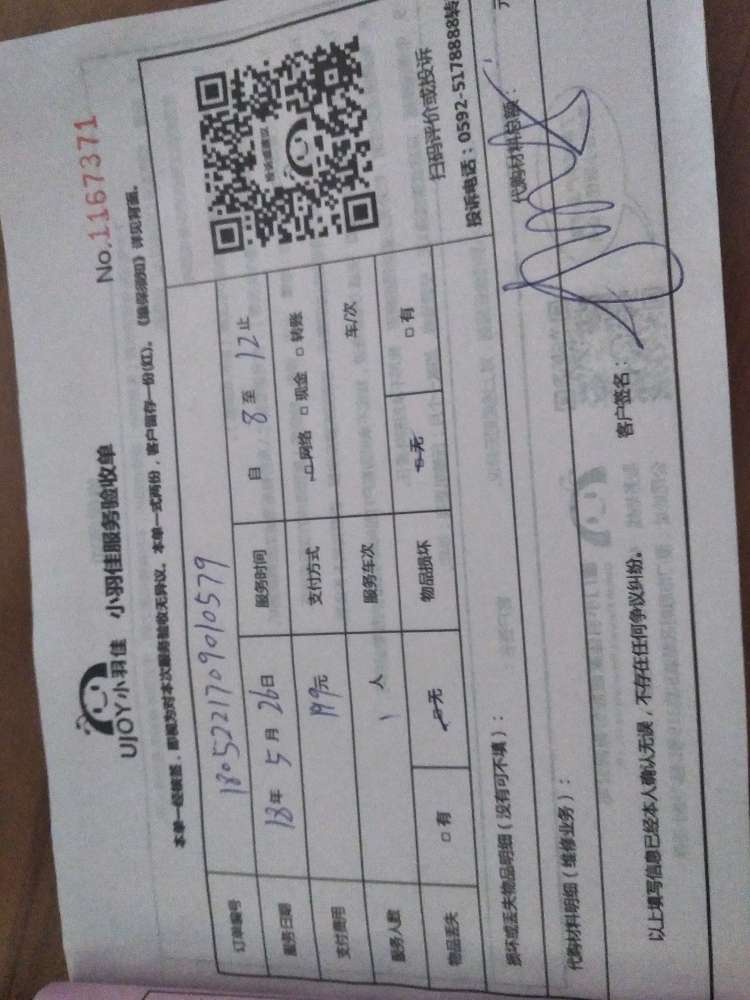 UJOY小羽佳 小羽佳服务验收单
No.1167371
本单一经核签，即视为对本次服务验收无异议。本单一式两份，客户留存一份(红)。《维保须知》详见背面。
订单编号 1805221709010579
服务日期 18年 5月 26日 服务时间 自 8 至 12 止
支付费用 199元 支付方式 □网络 □现金 □转账
服务人数 1 人 服务车次 车/次
物品丢失 □有 □无 物品损坏 □无 □有
扫码评价或投诉
投诉电话：0592-5178888转
损坏或丢失物品明细（没有可不填）：
代购材料明细（维修业务）： 代购材料总额： 元
以上填写信息已经本人确认无误，不存在任何争议纠纷。 客户签名：